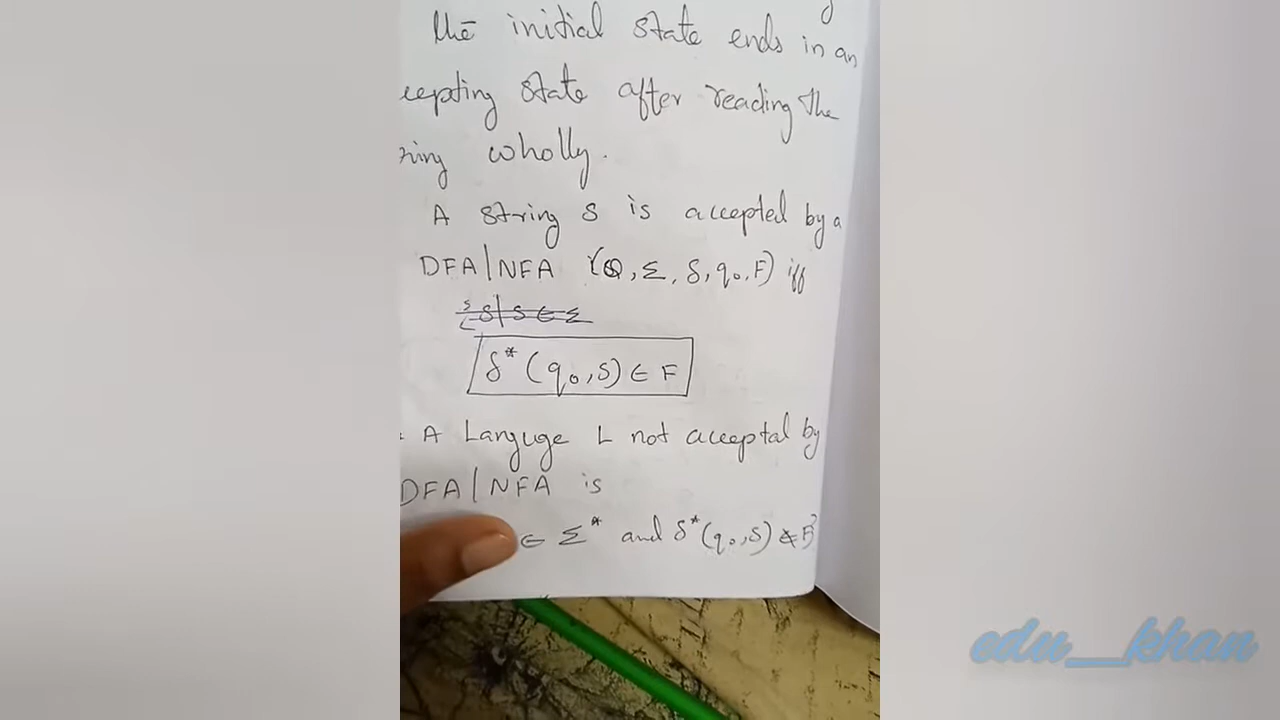 the initial state ends in an
cepting state after reading the
ring wholly.
A string S is accepted by a
DFA|NFA (Q, Σ, δ, q₀, F) iff
{S|S ∈ Σ
δ*(q₀, S) ∈ F
A Languge L not acceptal by
DFA|NFA is
∈ Σ* and δ*(q₀, S) ∉ F}
edu__khan